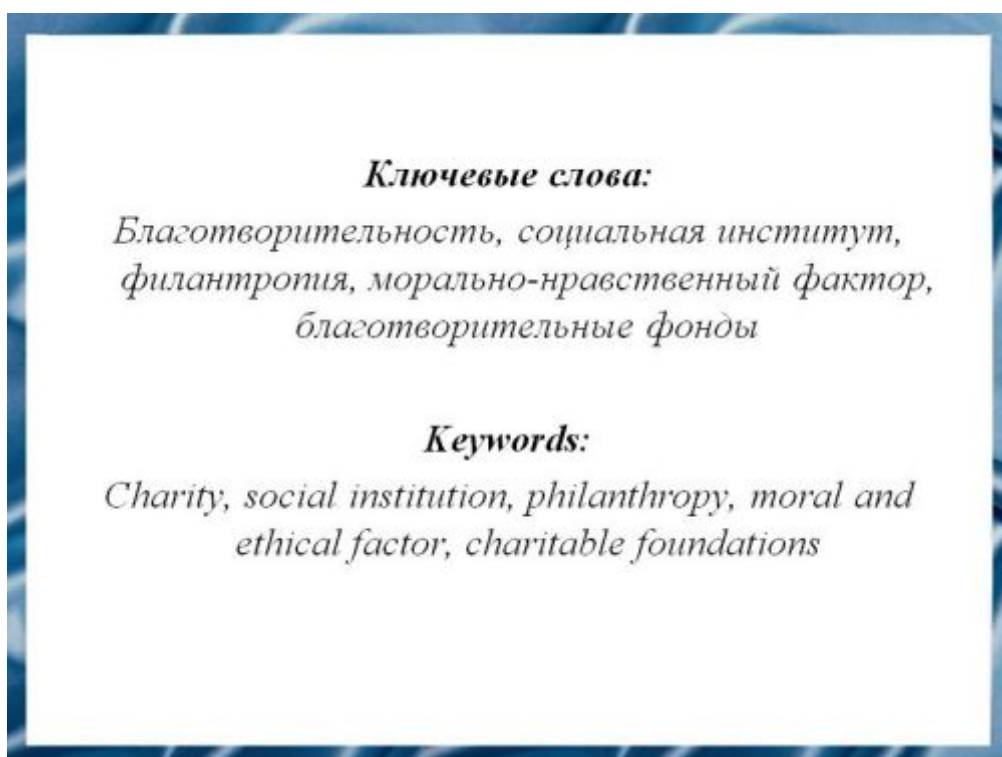 Ключевые слова:
Благотворительность, социальная институт,
филантропия, морально-нравственный фактор,
благотворительные фонды
Keywords:
Charity, social institution, philanthropy, moral and
ethical factor, charitable foundations